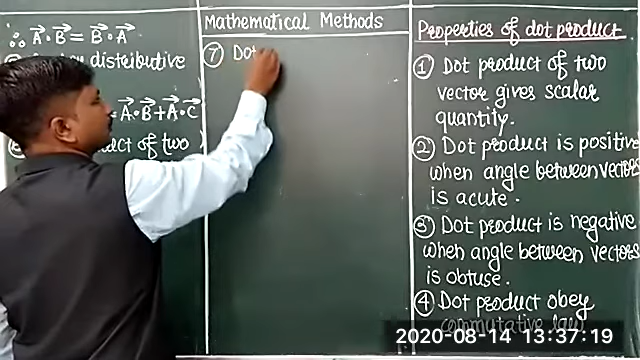 ∴ A⃗•B⃗ = B⃗•A⃗
distributive
= A⃗•B⃗ + A⃗•C⃗
of two
Mathematical Methods
⑦ Dot
Properties of dot product
① Dot product of two
vector gives scalar
quantity.
② Dot product is positive
when angle between vectors
is acute.
③ Dot product is negative
when angle between vectors
is obtuse.
④ Dot product obey
commutative law
2020-08-14 13:37:19